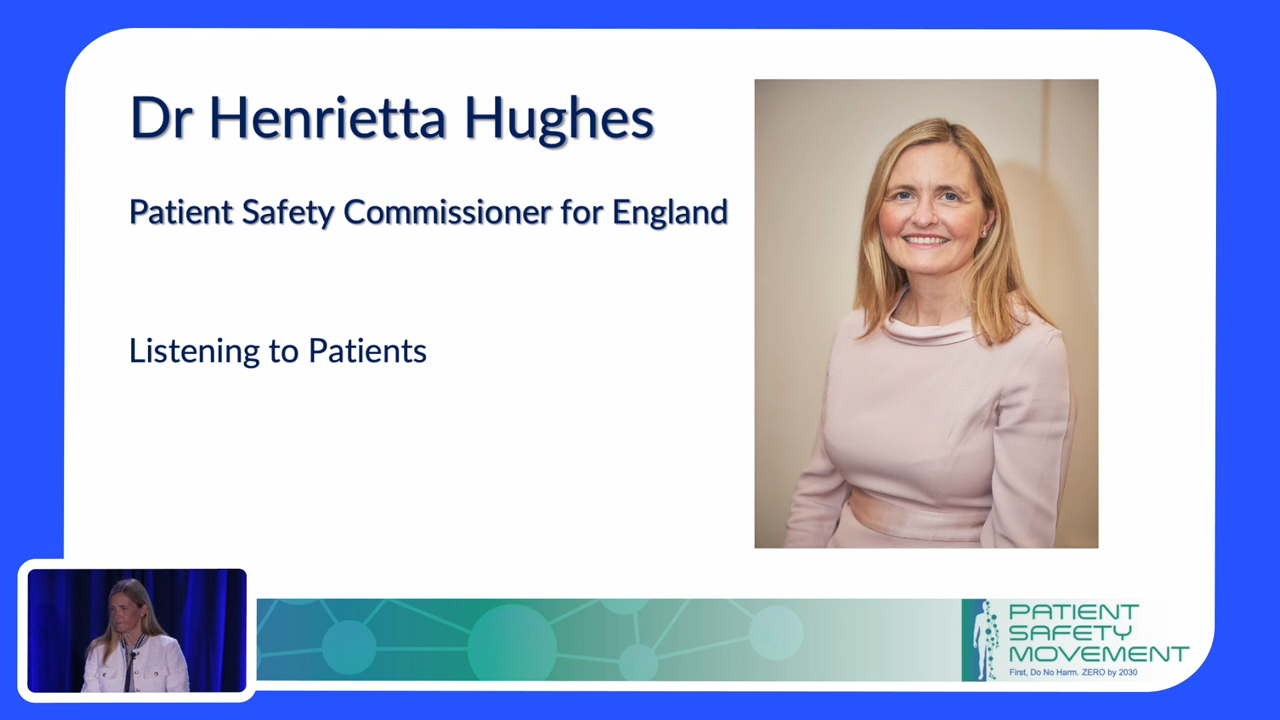 Dr Henrietta Hughes
Patient Safety Commissioner for England
Listening to Patients
PATIENT
SAFETY
MOVEMENT
First, Do No Harm. ZERO by 2030